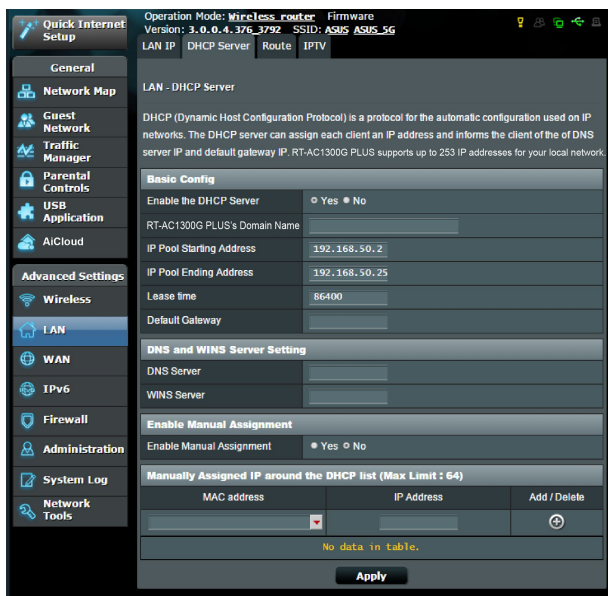 Quick Internet
Setup
Operation Mode: Wireless router Firmware
Version: 3.0.0.4.376_3792 SSID: ASUS ASUS_5G
LAN IP DHCP Server Route IPTV
General
Network Map
Guest
Network
Traffic
Manager
Parental
Controls
USB
Application
AiCloud
Advanced Settings
Wireless
LAN
WAN
IPv6
Firewall
Administration
System Log
Network
Tools
LAN - DHCP Server
DHCP (Dynamic Host Configuration Protocol) is a protocol for the automatic configuration used on IP
networks. The DHCP server can assign each client an IP address and informs the client of the of DNS
server IP and default gateway IP. RT-AC1300G PLUS supports up to 253 IP addresses for your local network.
Basic Config
Enable the DHCP Server Yes No
RT-AC1300G PLUS's Domain Name
IP Pool Starting Address 192.168.50.2
IP Pool Ending Address 192.168.50.25
Lease time 86400
Default Gateway
DNS and WINS Server Setting
DNS Server
WINS Server
Enable Manual Assignment
Enable Manual Assignment Yes No
Manually Assigned IP around the DHCP list (Max Limit : 64)
MAC address IP Address Add / Delete
No data in table.
Apply